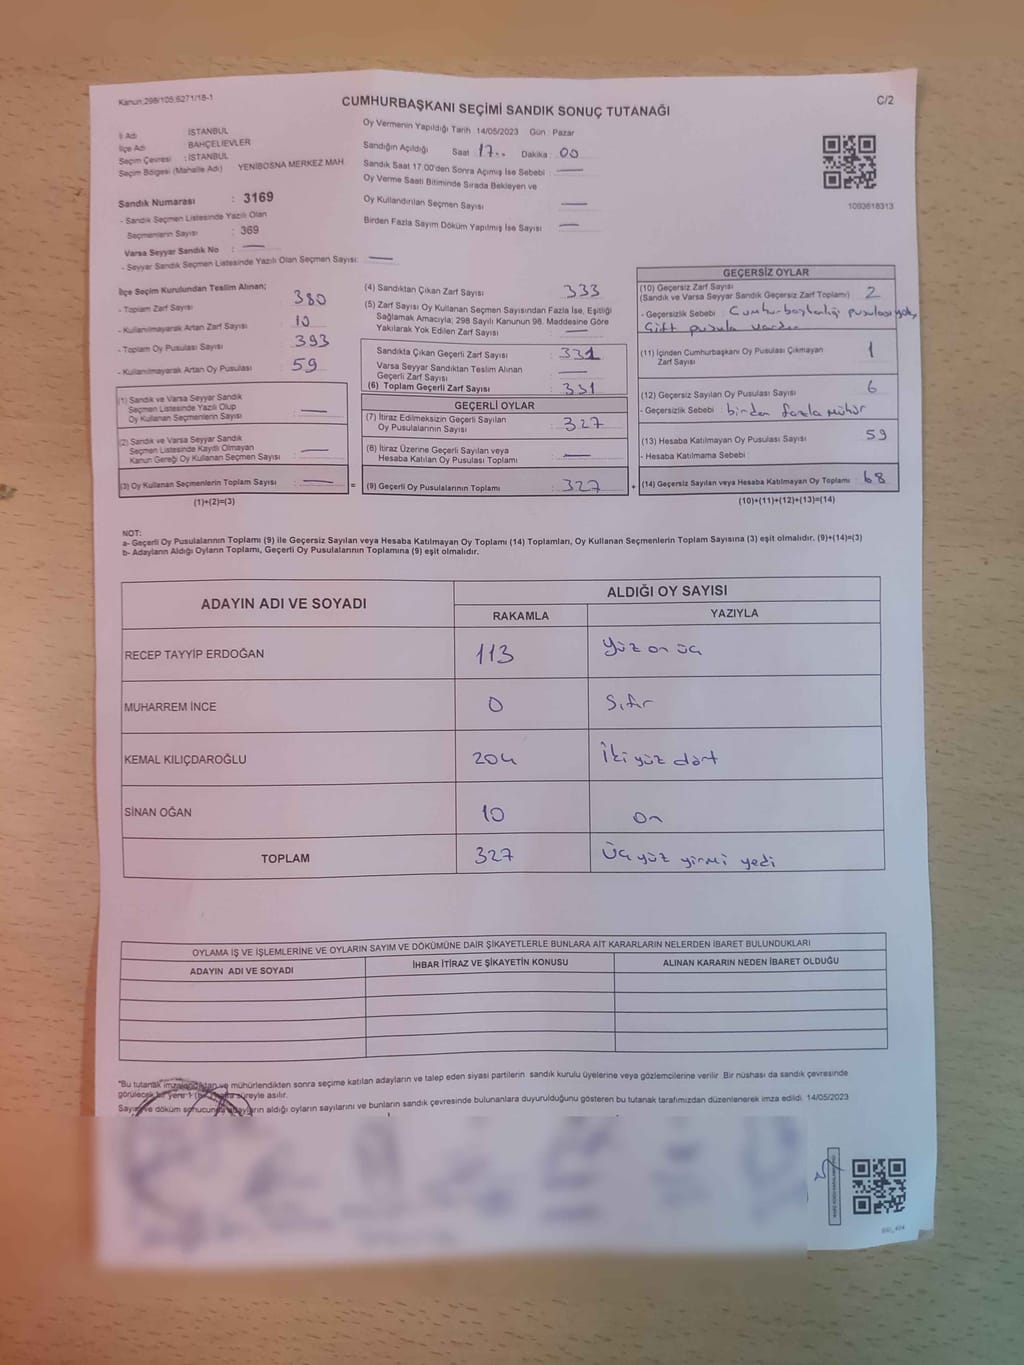 Kanun:298/105,6271/18-1
C/2
CUMHURBAŞKANI SEÇİMİ SANDIK SONUÇ TUTANAĞI
İl Adı : İSTANBUL
İlçe Adı : BAHÇELİEVLER
Seçim Çevresi : İSTANBUL
Seçim Bölgesi (Mahalle Adı) YENİBOSNA MERKEZ MAH.
Sandık Numarası : 3169
- Sandık Seçmen Listesinde Yazılı Olan
Seçmenlerin Sayısı : 369
Varsa Seyyar Sandık No : —
- Seyyar Sandık Seçmen Listesinde Yazılı Olan Seçmen Sayısı: —
Oy Vermenin Yapıldığı Tarih 14/05/2023 Gün : Pazar
Sandığın Açıldığı Saat 17.. Dakika : 00
Sandık Saat 17:00'den Sonra Açılmış İse Sebebi : —
Oy Verme Saati Bitiminde Sırada Bekleyen ve
Oy Kullandırılan Seçmen Sayısı : —
Birden Fazla Sayım Döküm Yapılmış İse Sayısı : —
1093618313
İlçe Seçim Kurulundan Teslim Alınan;
- Toplam Zarf Sayısı : 380
- Kullanılmayarak Artan Zarf Sayısı : 10
- Toplam Oy Pusulası Sayısı : 393
- Kullanılmayarak Artan Oy Pusulası : 59
(1) Sandık ve Varsa Seyyar Sandık
Seçmen Listesinde Yazılı Olup
Oy Kullanan Seçmenlerin Sayısı : —
(2) Sandık ve Varsa Seyyar Sandık
Seçmen Listesinde Kayıtlı Olmayan
Kanun Gereği Oy Kullanan Seçmen Sayısı : —
(3) Oy Kullanan Seçmenlerin Toplam Sayısı : — =
(1)+(2)=(3)
(4) Sandıktan Çıkan Zarf Sayısı : 333
(5) Zarf Sayısı Oy Kullanan Seçmen Sayısından Fazla İse, Eşitliği
Sağlamak Amacıyla; 298 Sayılı Kanunun 98. Maddesine Göre
Yakılarak Yok Edilen Zarf Sayısı : —
Sandıkta Çıkan Geçerli Zarf Sayısı : 331
Varsa Seyyar Sandıktan Teslim Alınan
Geçerli Zarf Sayısı : —
(6) Toplam Geçerli Zarf Sayısı : 331
GEÇERLİ OYLAR
(7) İtiraz Edilmeksizin Geçerli Sayılan
Oy Pusulalarının Sayısı : 327
(8) İtiraz Üzerine Geçerli Sayılan veya
Hesaba Katılan Oy Pusulası Toplamı : —
(9) Geçerli Oy Pusulalarının Toplamı : 327 +
GEÇERSİZ OYLAR
(10) Geçersiz Zarf Sayısı
(Sandık ve Varsa Seyyar Sandık Geçersiz Zarf Toplamı) : 2
- Geçersizlik Sebebi : Cumhurbaşkanlığı pusulası yok,
çift pusula vardır
(11) İçinden Cumhurbaşkanı Oy Pusulası Çıkmayan
Zarf Sayısı : 1
(12) Geçersiz Sayılan Oy Pusulası Sayısı : 6
- Geçersizlik Sebebi : birden fazla mühür
(13) Hesaba Katılmayan Oy Pusulası Sayısı : 59
- Hesaba Katılmama Sebebi :
(14) Geçersiz Sayılan veya Hesaba Katılmayan Oy Toplamı : 68
(10)+(11)+(12)+(13)=(14)
NOT:
a- Geçerli Oy Pusulalarının Toplamı (9) ile Geçersiz Sayılan veya Hesaba Katılmayan Oy Toplamı (14) Toplamları, Oy Kullanan Seçmenlerin Toplam Sayısına (3) eşit olmalıdır. (9)+(14)=(3)
b- Adayların Aldığı Oyların Toplamı, Geçerli Oy Pusulalarının Toplamına (9) eşit olmalıdır.
ADAYIN ADI VE SOYADI
ALDIĞI OY SAYISI
RAKAMLA YAZIYLA
RECEP TAYYİP ERDOĞAN 113 Yüz on üç
MUHARREM İNCE 0 Sıfır
KEMAL KILIÇDAROĞLU 204 İki yüz dört
SİNAN OĞAN 10 On
TOPLAM 327 Üç yüz yirmi yedi
OYLAMA İŞ VE İŞLEMLERİNE VE OYLARIN SAYIM VE DÖKÜMÜNE DAİR ŞİKAYETLERLE BUNLARA AİT KARARLARIN NELERDEN İBARET BULUNDUKLARI
ADAYIN ADI VE SOYADI İHBAR İTİRAZ VE ŞİKAYETİN KONUSU ALINAN KARARIN NEDEN İBARET OLDUĞU
"Bu tutanak imzalandıktan ve mühürlendikten sonra seçime katılan adayların ve talep eden siyasi partilerin sandık kurulu üyelerine veya gözlemcilerine verilir. Bir nüshası da sandık çevresinde
görülecek bir yere 1 (bir) hafta süreyle asılır.
Sayım ve döküm sonucunda adayların aldığı oyların sayılarını ve bunların sandık çevresinde bulunanlara duyurulduğunu gösteren bu tutanak tarafımızdan düzenlenerek imza edildi. 14/05/2023